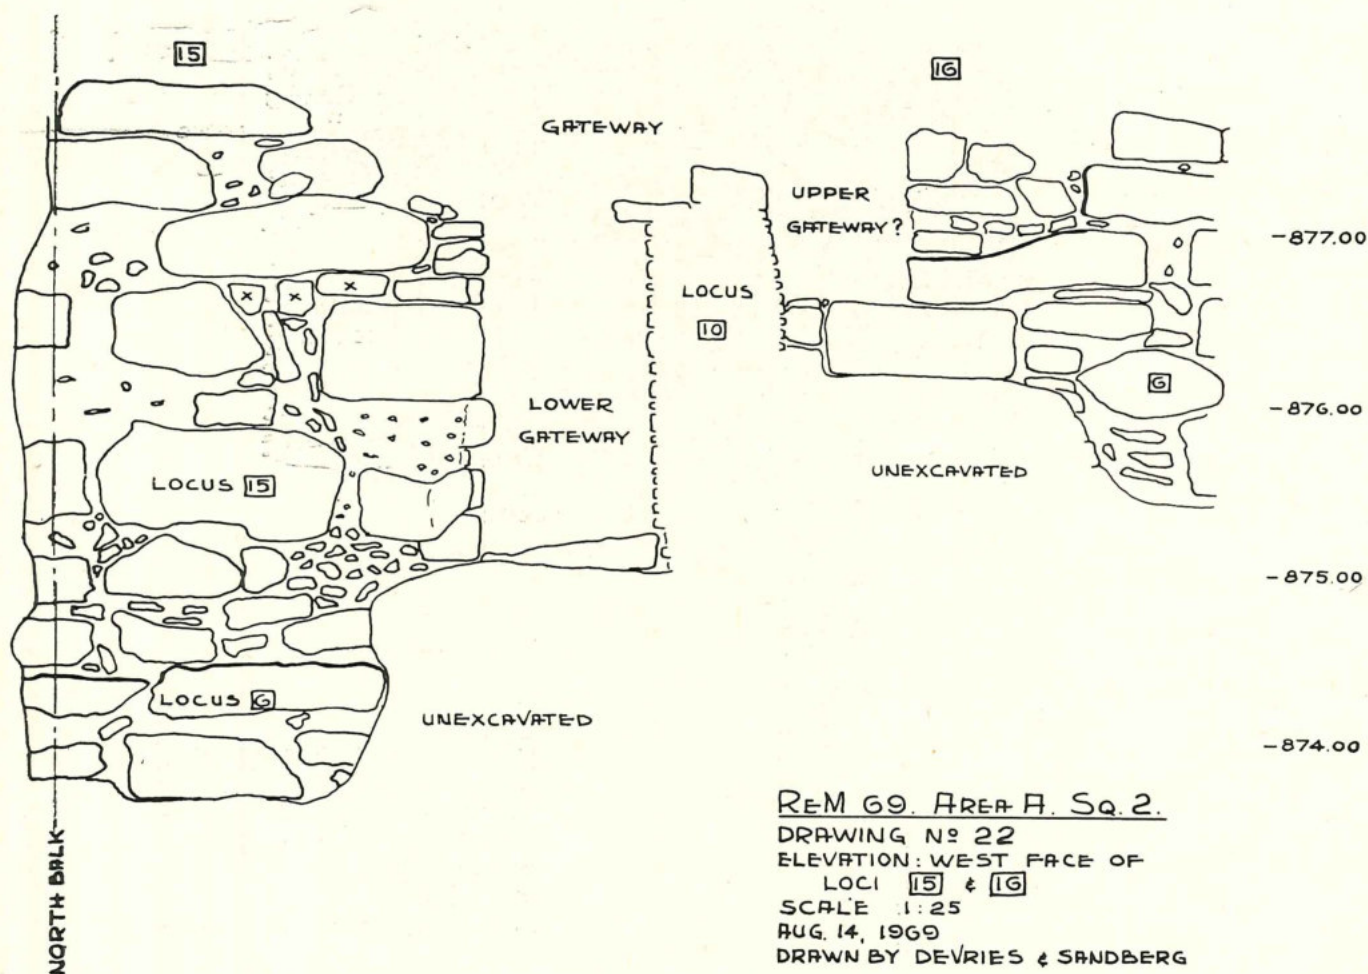 15
16
GATEWAY
UPPER
GATEWAY?
-877.00
LOCUS
10
x x x
6
LOWER
GATEWAY
-876.00
UNEXCAVATED
LOCUS 15
-875.00
LOCUS 6
UNEXCAVATED
-874.00
NORTH BALK
REM 69. AREA A. SQ. 2.
DRAWING Nº 22
ELEVATION: WEST FACE OF
LOCI 15 & 16
SCALE 1:25
AUG. 14, 1969
DRAWN BY DEVRIES & SANDBERG